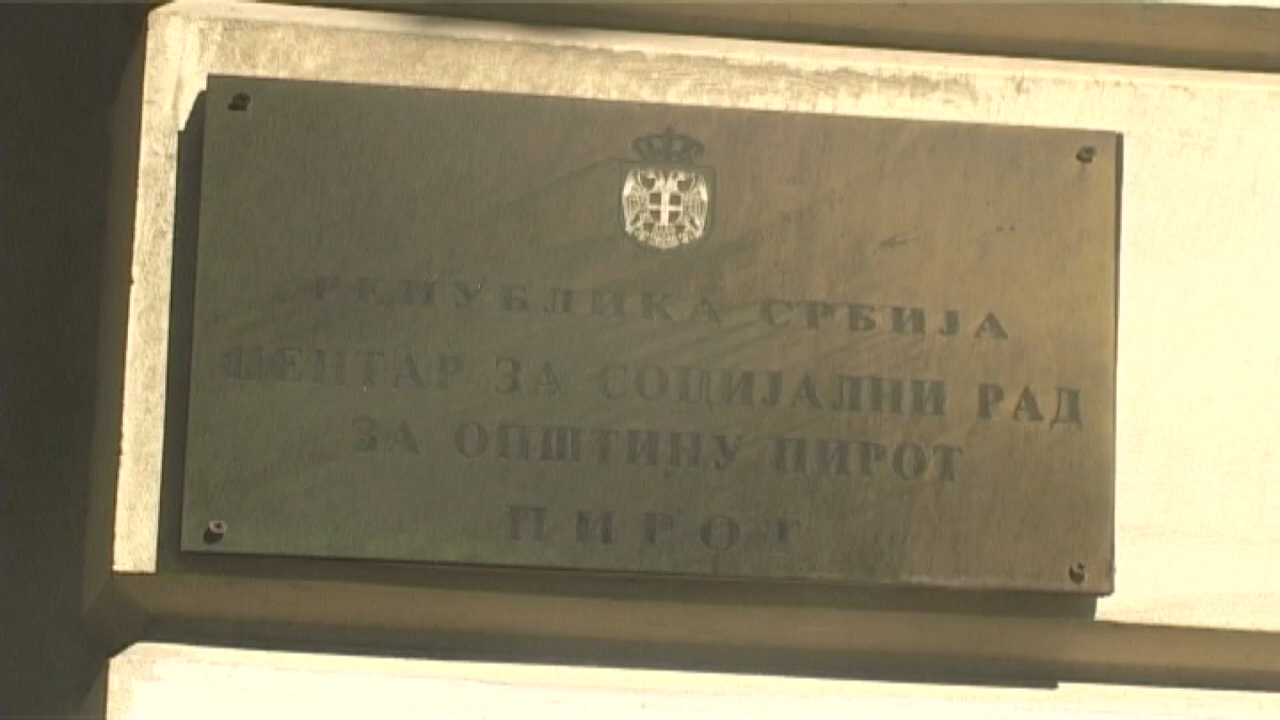 РЕПУБЛИКА СРБИЈА
ЦЕНТАР ЗА СОЦИЈАЛНИ РАД
ЗА ОПШТИНУ ПИРОТ
ПИРОТ